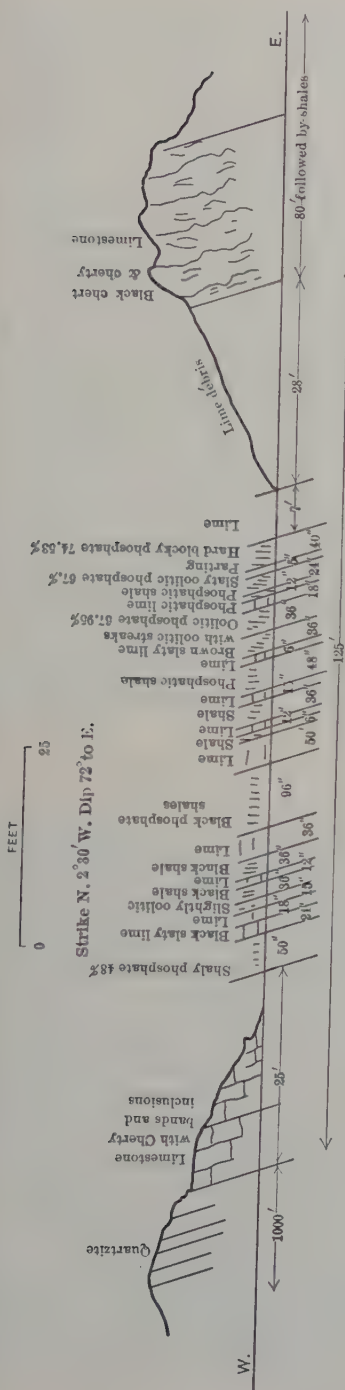 FEET
0 25
Strike N. 2°30' W. Dip 72° to E.
W.
E.
Quartzite
Limestone
with Cherty
bands and
inclusions
Shaly phosphate 48%
Black slaty lime
Lime
Slightly oolitic
Black shale
Lime
Black shale
Lime
Black phosphate
shales
Lime
Shale
Lime
Shale
Lime
Phosphatic shale
Lime
Brown slaty lime
with oolitic streaks
Oolitic phosphate 67.95%
Phosphatic lime
Phosphatic shale
Slaty oolitic phosphate 67.%
Parting
Hard blocky phosphate 74.53%
Lime
Lime debris
Black chert
& cherty
Limestone
1000'
25'
50"
21"
18"
15"
30"
12"
36"
36"
96"
50'
6"
12"
36"
48"
6"
36"
36"
18"
12"
24"
5"
40"
7'
28'
80' followed by shales
125'